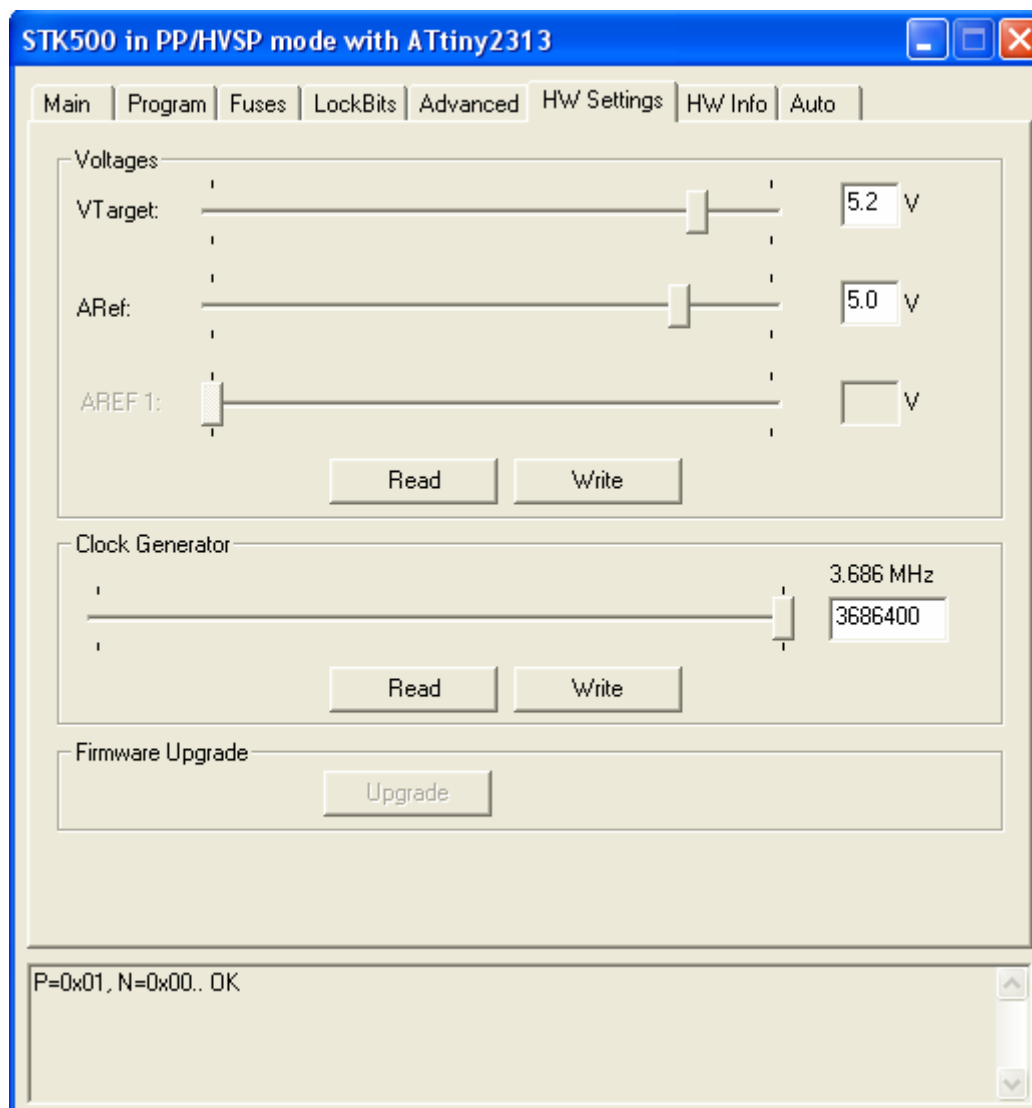 STK500 in PP/HVSP mode with ATtiny2313
Main Program Fuses LockBits Advanced HW Settings HW Info Auto
Voltages
VTarget: 5.2 V
ARef: 5.0 V
AREF 1: V
Read Write
Clock Generator
3.686 MHz
3686400
Read Write
Firmware Upgrade
Upgrade
P=0x01, N=0x00.. OK